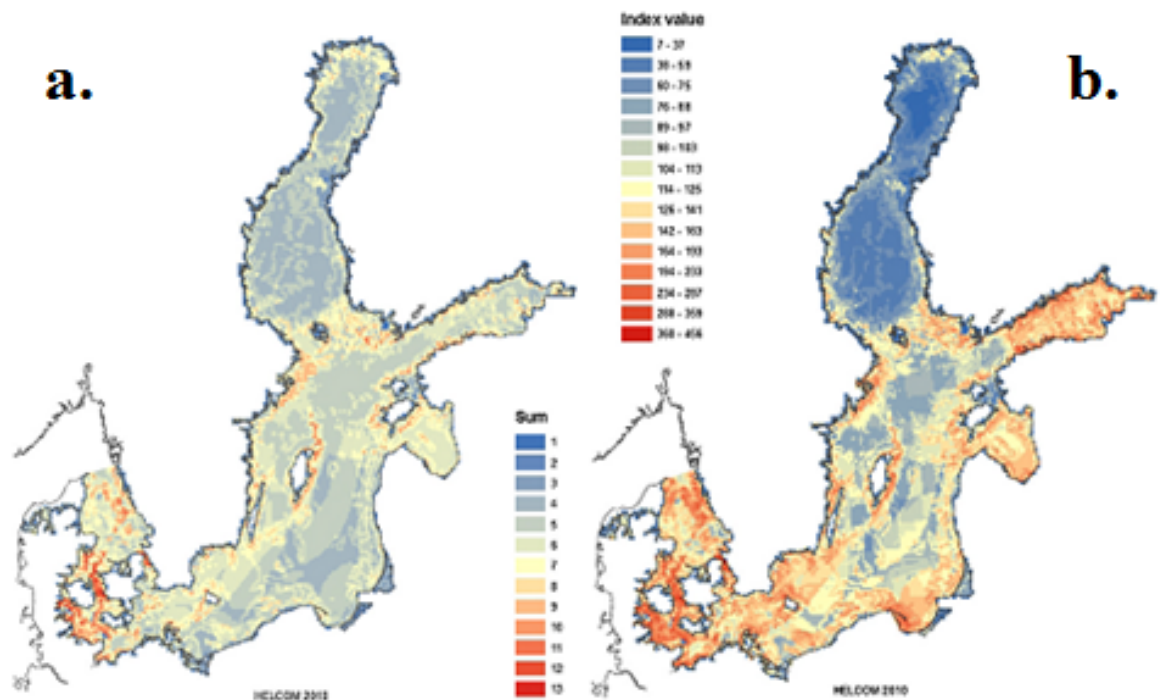 a.
b.
Index value
7 - 37
38 - 59
60 - 75
76 - 88
89 - 97
98 - 103
104 - 113
114 - 125
126 - 141
142 - 163
164 - 193
194 - 233
234 - 287
288 - 359
360 - 456
Sum
1
2
3
4
5
6
7
8
9
10
11
12
13
HELCOM 2010
HELCOM 2010